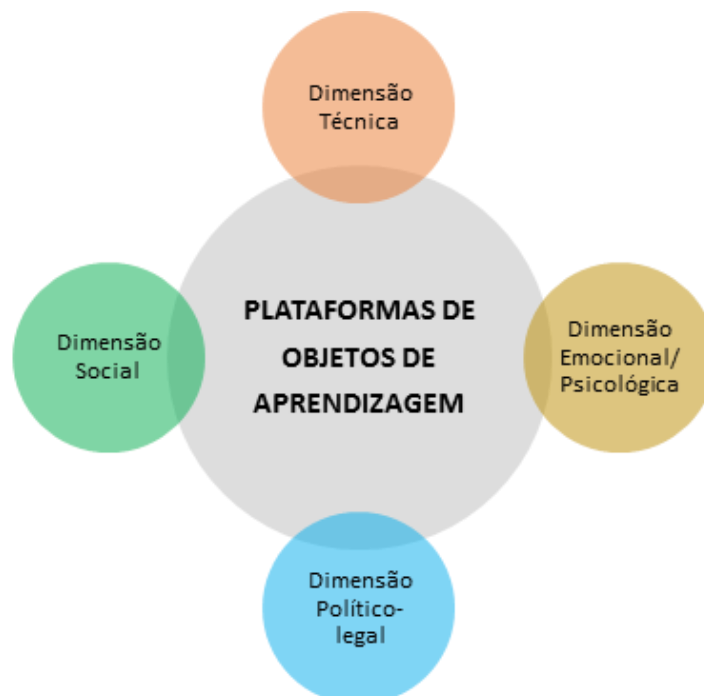 Dimensão
Técnica
PLATAFORMAS DE
OBJETOS DE
APRENDIZAGEM
Dimensão
Social
Dimensão
Emocional/
Psicológica
Dimensão
Político-
legal